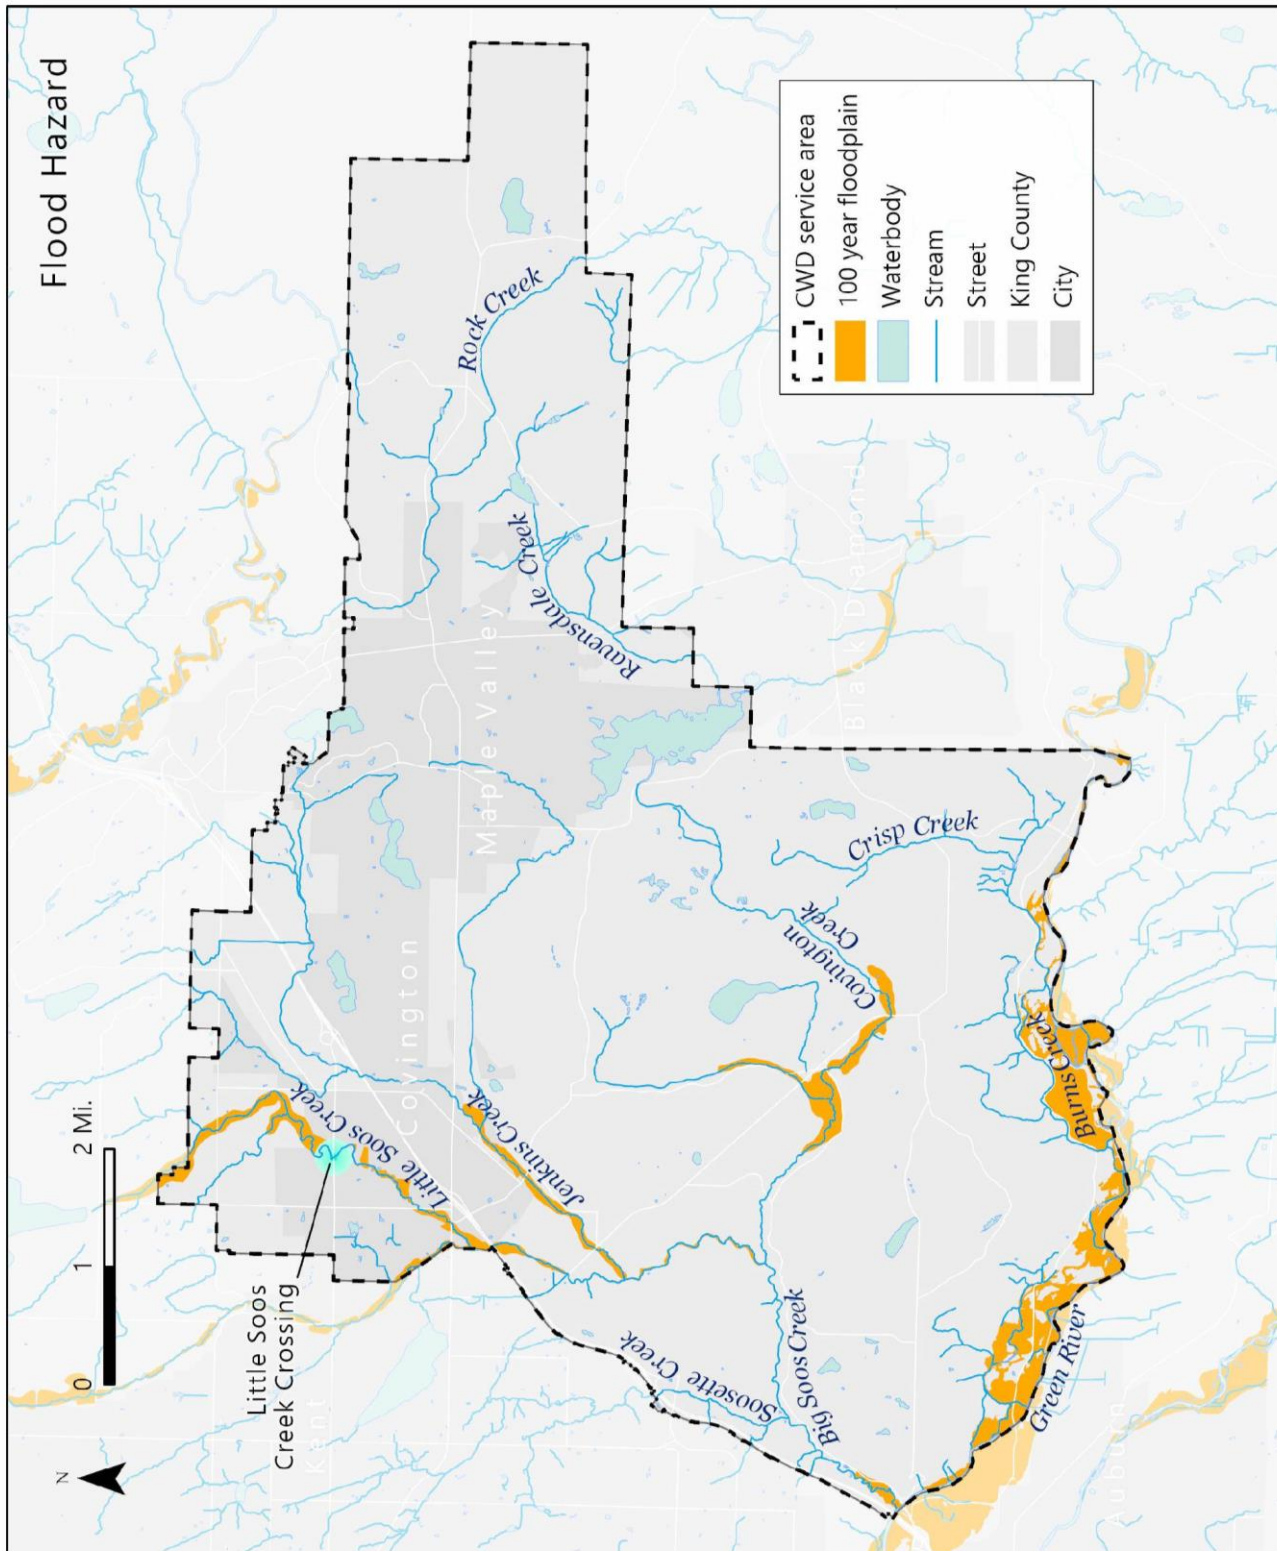 Flood Hazard
N
0 1 2 Mi.
Little Soos
Creek Crossing
Kent
Little Soos Creek
Covington
Jenkins Creek
Maple Valley
Rock Creek
Ravensdale Creek
Soosette Creek
Big Soos Creek
Covington
Creek
Crisp Creek
Black Diamond
Burns Creek
Green River
Auburn
CWD service area
100 year floodplain
Waterbody
Stream
Street
King County
City